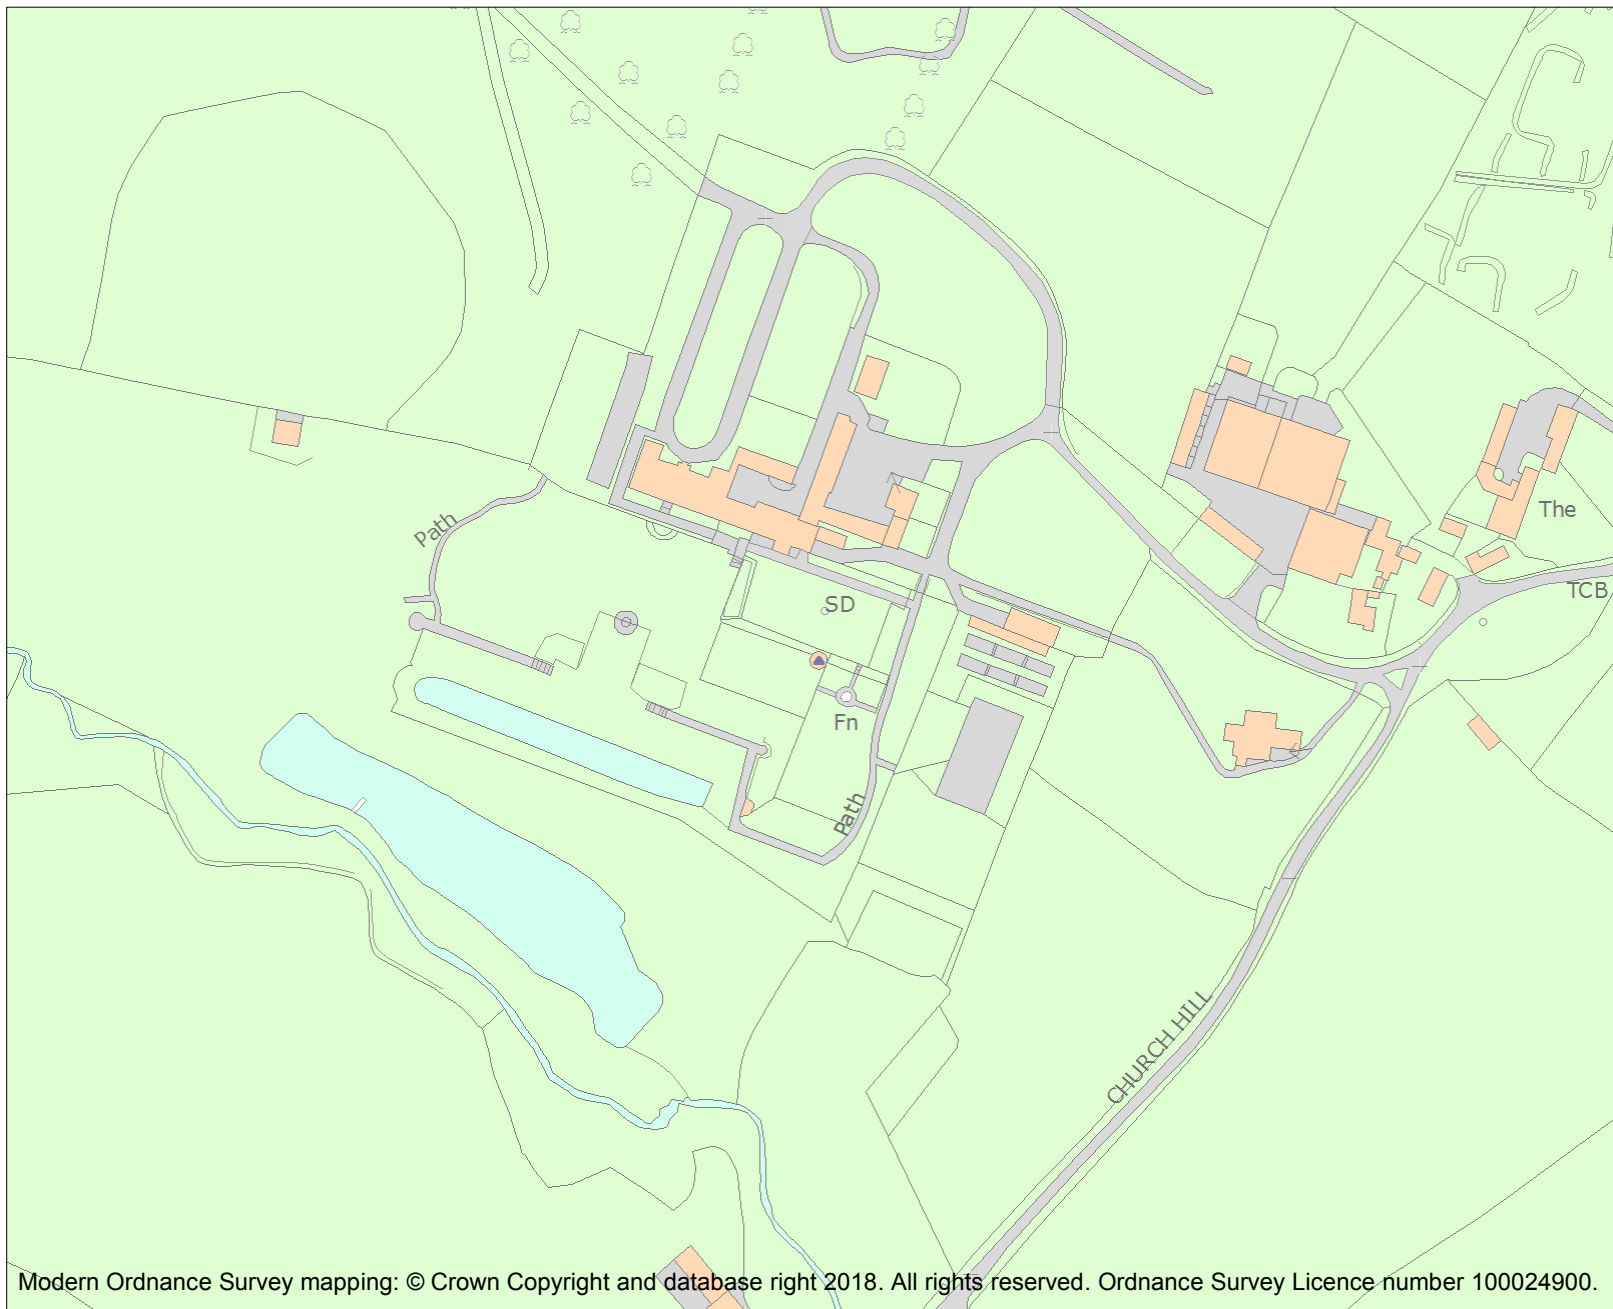 The
Path
TCB
SD
Fn
Path
CHURCH HILL
Modern Ordnance Survey mapping: © Crown Copyright and database right 2018. All rights reserved. Ordnance Survey Licence number 100024900.